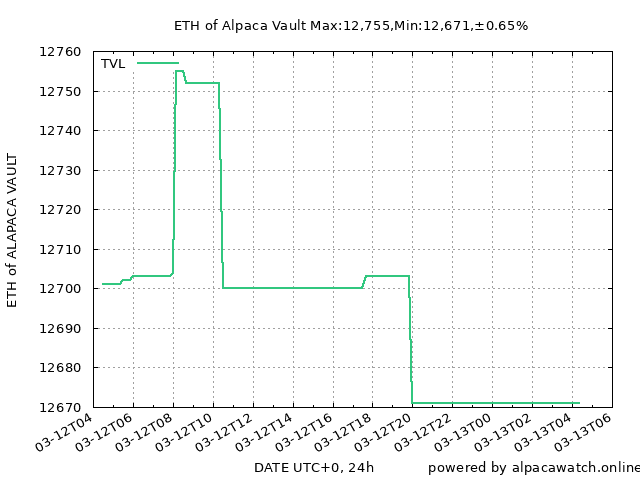 ETH of Alpaca Vault Max:12,755,Min:12,671,±0.65%
TVL
12760
12750
12740
12730
12720
12710
12700
12690
12680
12670
ETH of ALAPACA VAULT
03-12T04
03-12T06
03-12T08
03-12T10
03-12T12
03-12T14
03-12T16
03-12T18
03-12T20
03-12T22
03-13T00
03-13T02
03-13T04
03-13T06
DATE UTC+0, 24h
powered by alpacawatch.online